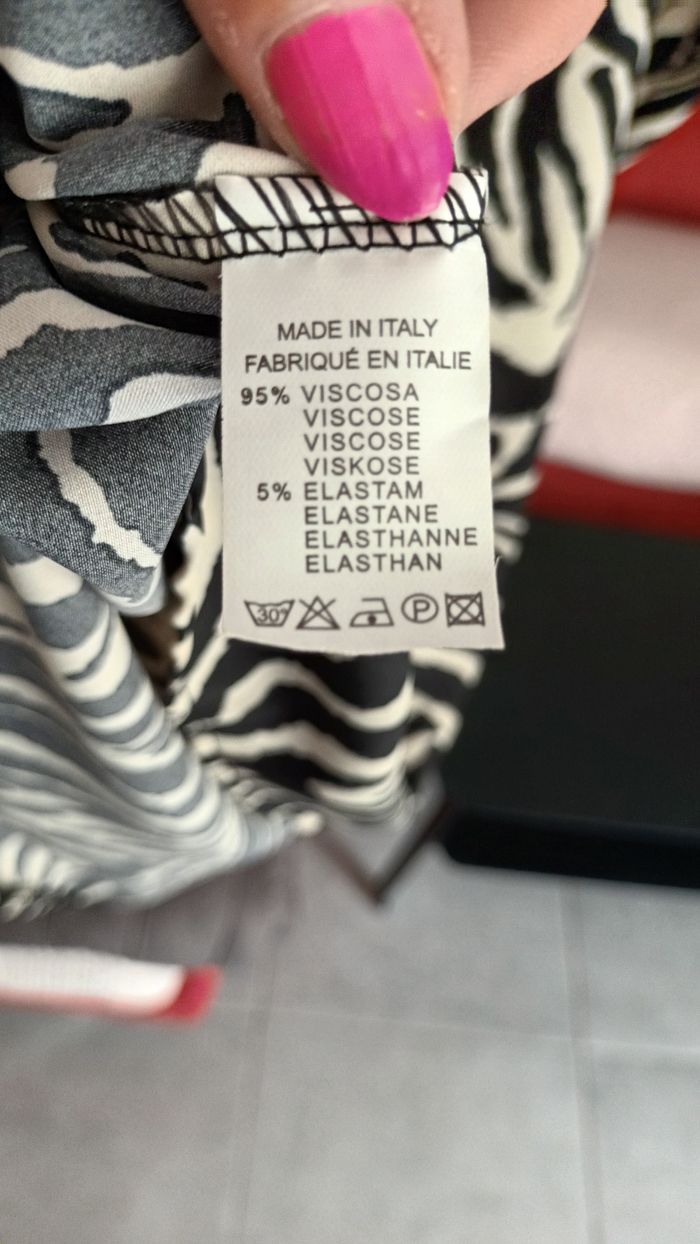 MADE IN ITALY
FABRIQUÉ EN ITALIE
95% VISCOSA
VISCOSE
VISCOSE
VISKOSE
5% ELASTAM
ELASTANE
ELASTHANNE
ELASTHAN
30° P